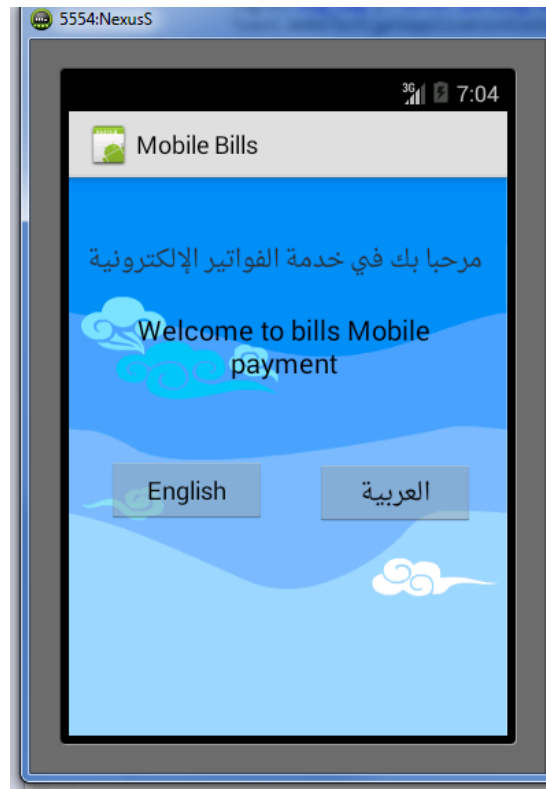 5554:NexusS
3G 7:04
Mobile Bills
مرحبا بك في خدمة الفواتير الإلكترونية
Welcome to bills Mobile
payment
English
العربية